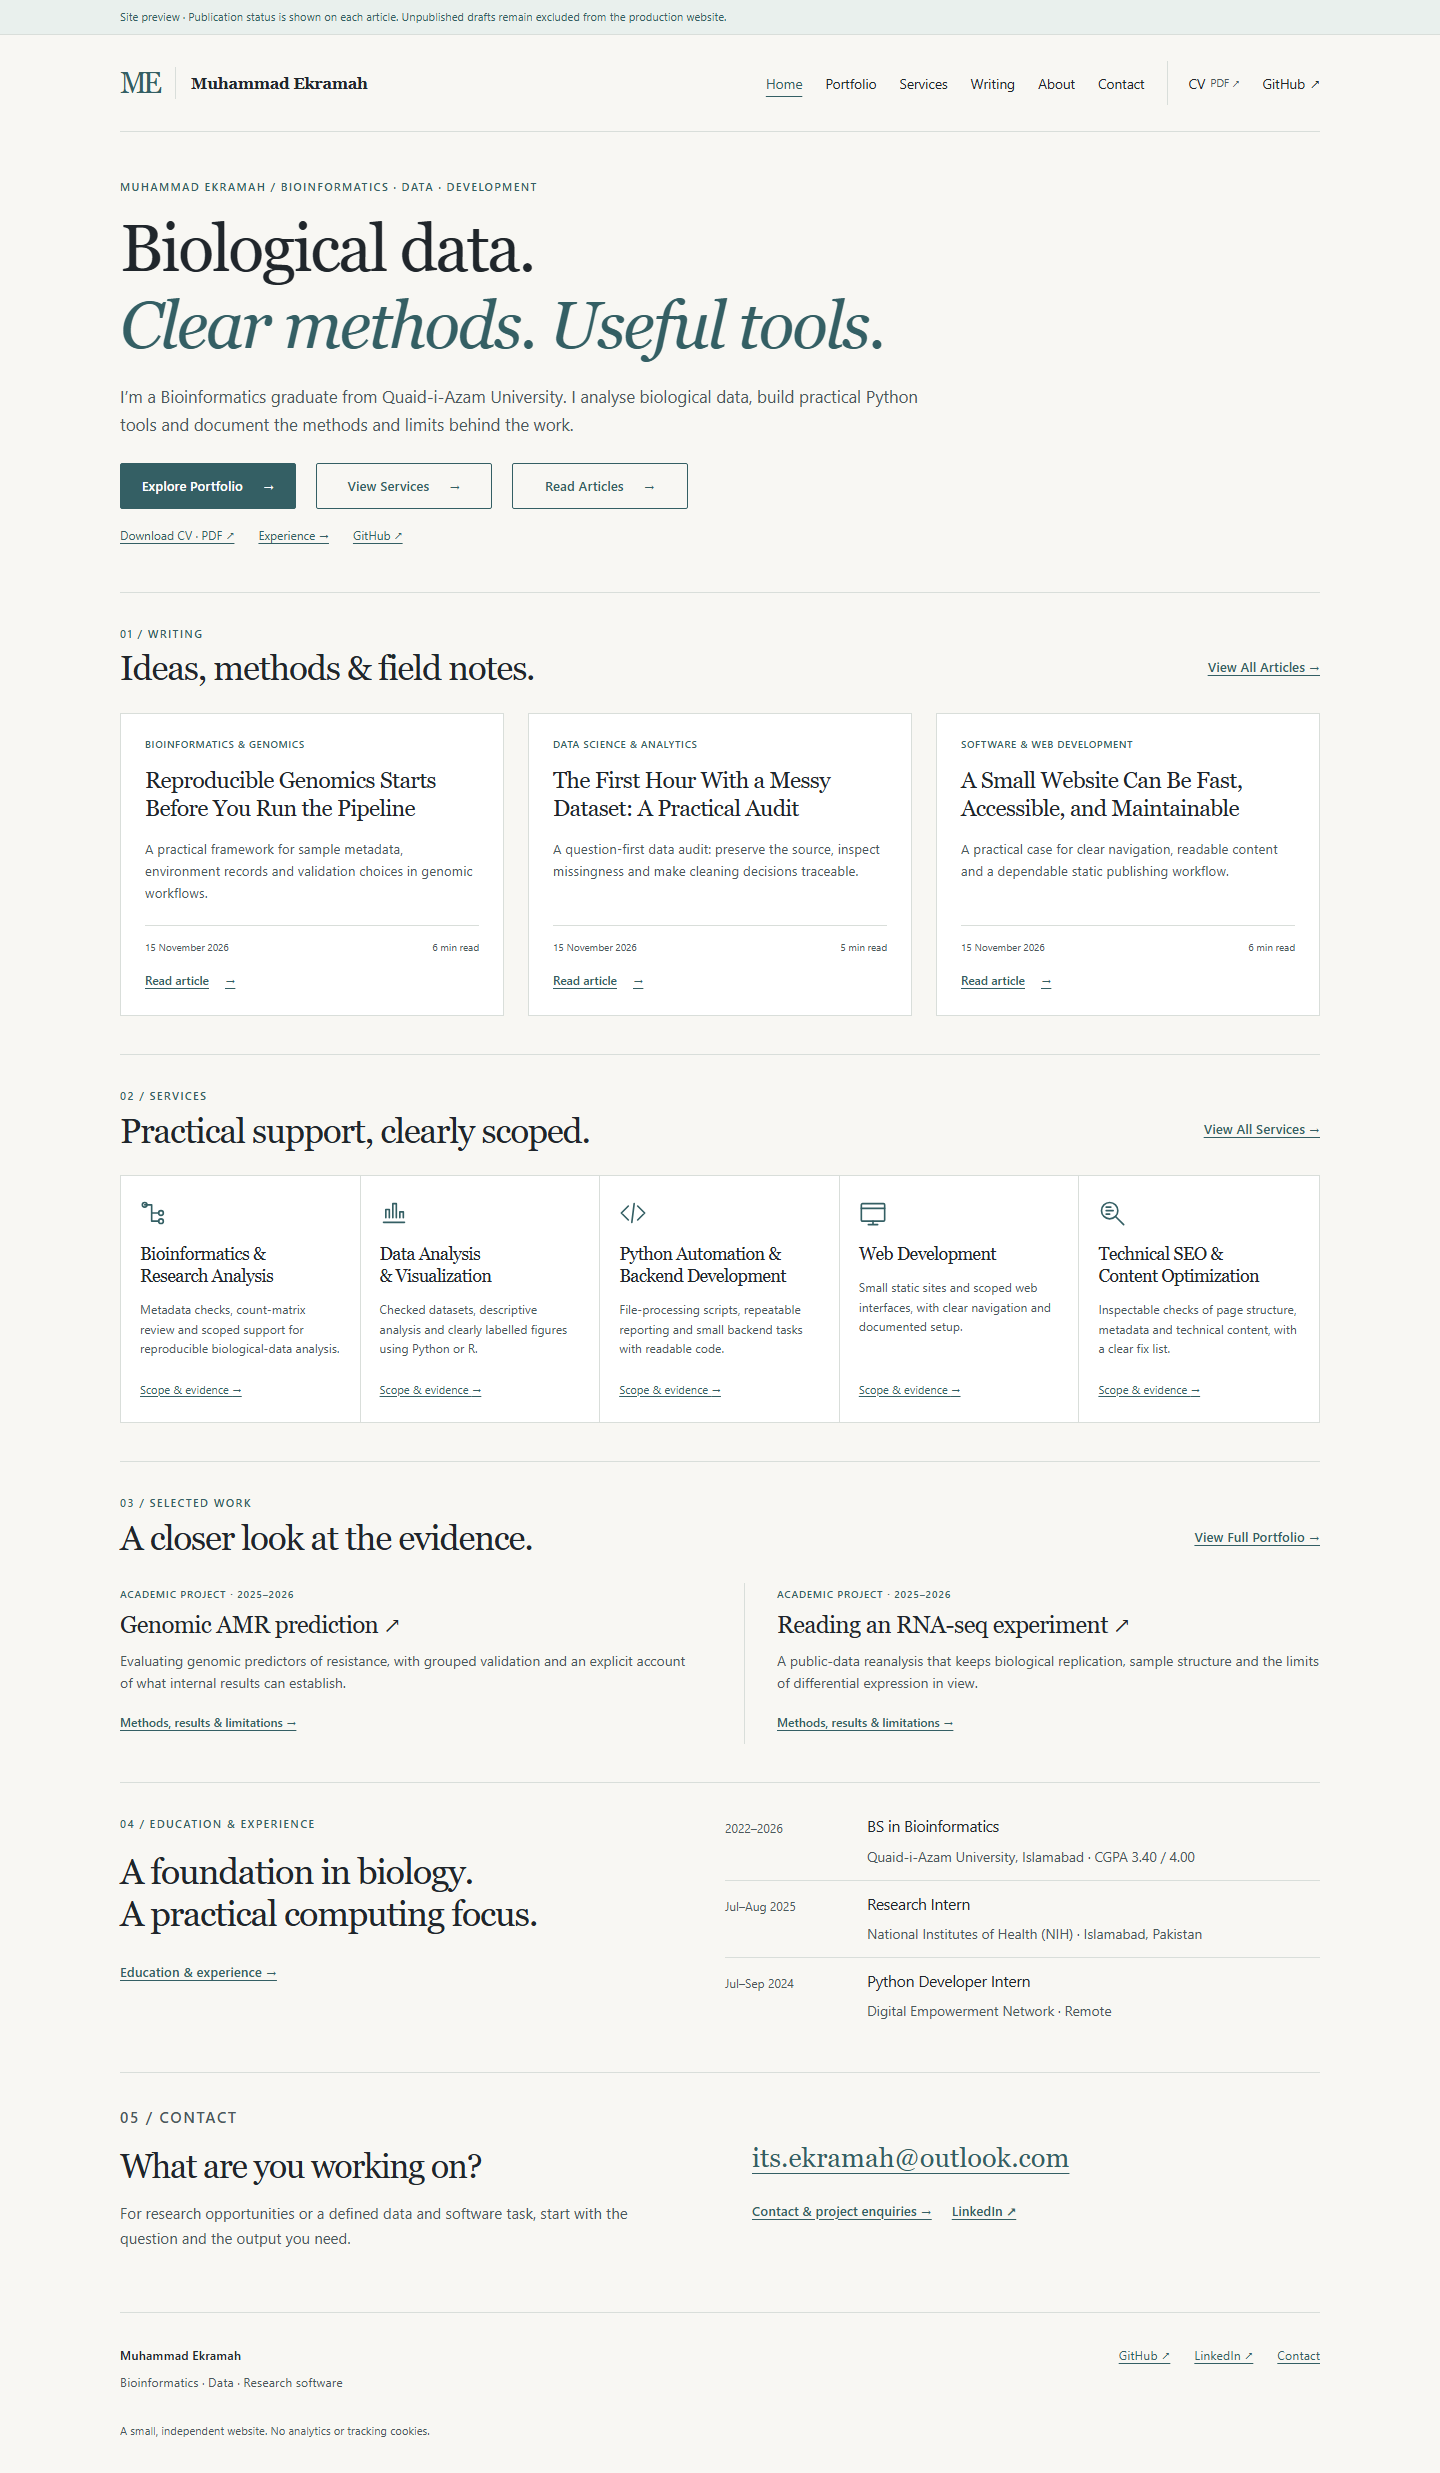 Site preview · Publication status is shown on each article. Unpublished drafts remain excluded from the production website.
ME
Muhammad Ekramah
Home
Portfolio
Services
Writing
About
Contact
CV PDF ↗
GitHub ↗
MUHAMMAD EKRAMAH / BIOINFORMATICS · DATA · DEVELOPMENT
Biological data.
Clear methods. Useful tools.
I’m a Bioinformatics graduate from Quaid-i-Azam University. I analyse biological data, build practical Python
tools and document the methods and limits behind the work.
Explore Portfolio →
View Services →
Read Articles →
Download CV · PDF ↗
Experience →
GitHub ↗
01 / WRITING
Ideas, methods & field notes.
View All Articles →
BIOINFORMATICS & GENOMICS
Reproducible Genomics Starts
Before You Run the Pipeline
A practical framework for sample metadata,
environment records and validation choices in genomic
workflows.
15 November 2026
6 min read
Read article →
DATA SCIENCE & ANALYTICS
The First Hour With a Messy
Dataset: A Practical Audit
A question-first data audit: preserve the source, inspect
missingness and make cleaning decisions traceable.
15 November 2026
5 min read
Read article →
SOFTWARE & WEB DEVELOPMENT
A Small Website Can Be Fast,
Accessible, and Maintainable
A practical case for clear navigation, readable content
and a dependable static publishing workflow.
15 November 2026
6 min read
Read article →
02 / SERVICES
Practical support, clearly scoped.
View All Services →
Bioinformatics &
Research Analysis
Metadata checks, count-matrix
review and scoped support for
reproducible biological-data analysis.
Scope & evidence →
Data Analysis
& Visualization
Checked datasets, descriptive
analysis and clearly labelled figures
using Python or R.
Scope & evidence →
Python Automation &
Backend Development
File-processing scripts, repeatable
reporting and small backend tasks
with readable code.
Scope & evidence →
Web Development
Small static sites and scoped web
interfaces, with clear navigation and
documented setup.
Scope & evidence →
Technical SEO &
Content Optimization
Inspectable checks of page structure,
metadata and technical content, with
a clear fix list.
Scope & evidence →
03 / SELECTED WORK
A closer look at the evidence.
View Full Portfolio →
ACADEMIC PROJECT · 2025–2026
Genomic AMR prediction ↗
Evaluating genomic predictors of resistance, with grouped validation and an explicit account
of what internal results can establish.
Methods, results & limitations →
ACADEMIC PROJECT · 2025–2026
Reading an RNA-seq experiment ↗
A public-data reanalysis that keeps biological replication, sample structure and the limits
of differential expression in view.
Methods, results & limitations →
04 / EDUCATION & EXPERIENCE
A foundation in biology.
A practical computing focus.
Education & experience →
2022–2026
BS in Bioinformatics
Quaid-i-Azam University, Islamabad · CGPA 3.40 / 4.00
Jul–Aug 2025
Research Intern
National Institutes of Health (NIH) · Islamabad, Pakistan
Jul–Sep 2024
Python Developer Intern
Digital Empowerment Network · Remote
05 / CONTACT
What are you working on?
For research opportunities or a defined data and software task, start with the
question and the output you need.
its.ekramah@outlook.com
Contact & project enquiries →
LinkedIn ↗
Muhammad Ekramah
Bioinformatics · Data · Research software
GitHub ↗
LinkedIn ↗
Contact
A small, independent website. No analytics or tracking cookies.